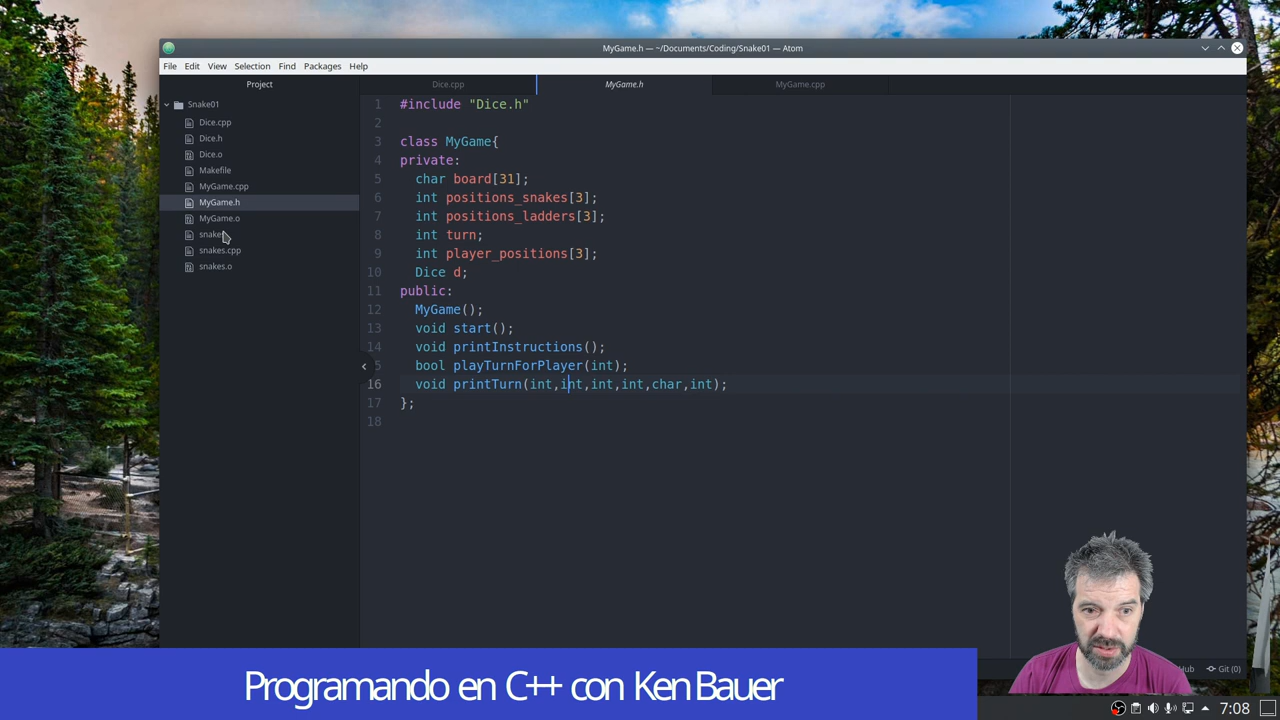 MyGame.h — ~/Documents/Coding/Snake01 — Atom
File Edit View Selection Find Packages Help
Project
Dice.cpp
MyGame.h
MyGame.cpp
Snake01
Dice.cpp
Dice.h
Dice.o
Makefile
MyGame.cpp
MyGame.h
MyGame.o
snakes.cpp
snakes.o
1 #include "Dice.h"
2
3 class MyGame{
4 private:
5 char board[31];
6 int positions_snakes[3];
7 int positions_ladders[3];
8 int turn;
9 int player_positions[3];
10 Dice d;
11 public:
12 MyGame();
13 void start();
14 void printInstructions();
5 bool playTurnForPlayer(int);
16 void printTurn(int,int,int,int,char,int);
17 };
18
Git (0)
Programando en C++ con Ken Bauer
7:08